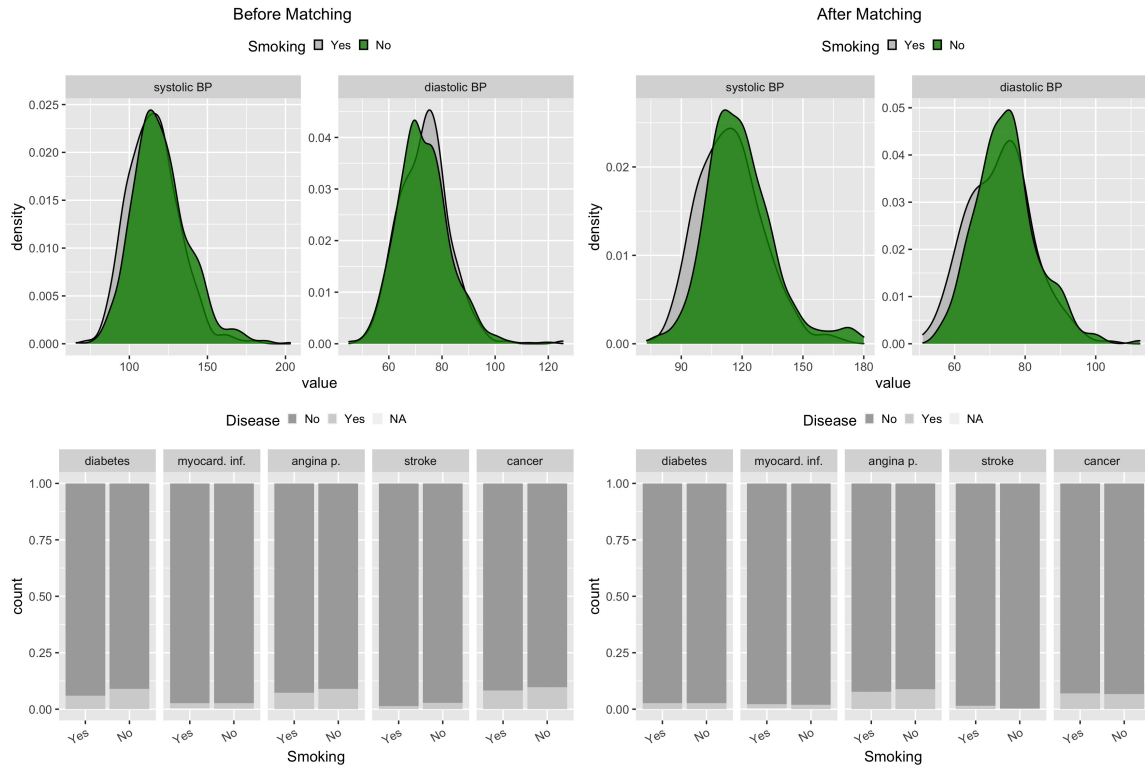 Before Matching
Smoking Yes No
systolic BP diastolic BP
0.025
0.020
0.015
0.010
0.005
0.000
0.04
0.03
0.02
0.01
0.00
density
100 150 200
60 80 100 120
value
Disease No Yes NA
diabetes myocard. inf. angina p. stroke cancer
1.00
0.75
0.50
0.25
0.00
count
Yes No Yes No Yes No Yes No Yes No
Smoking
After Matching
Smoking Yes No
systolic BP diastolic BP
0.02
0.01
0.00
0.05
0.04
0.03
0.02
0.01
0.00
density
90 120 150 180
60 80 100
value
Disease No Yes NA
diabetes myocard. inf. angina p. stroke cancer
1.00
0.75
0.50
0.25
0.00
count
Yes No Yes No Yes No Yes No Yes No
Smoking